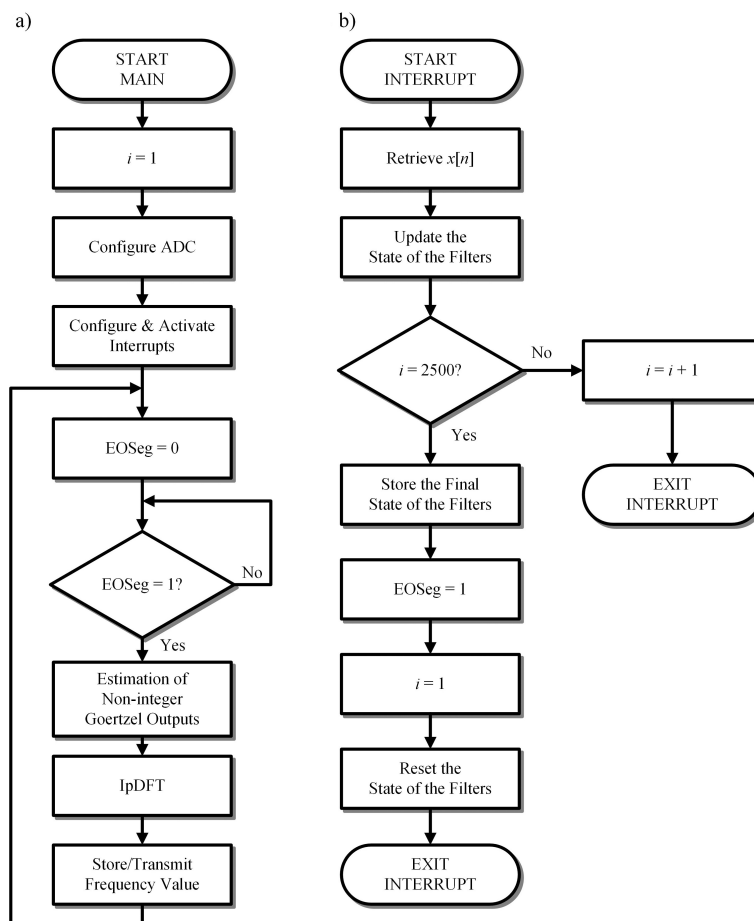 a)
START
MAIN
i = 1
Configure ADC
Configure & Activate
Interrupts
EOSeg = 0
EOSeg = 1?
No
Yes
Estimation of
Non-integer
Goertzel Outputs
IpDFT
Store/Transmit
Frequency Value
b)
START
INTERRUPT
Retrieve x[n]
Update the
State of the Filters
i = 2500?
No
i = i + 1
EXIT
INTERRUPT
Yes
Store the Final
State of the Filters
EOSeg = 1
i = 1
Reset the
State of the Filters
EXIT
INTERRUPT